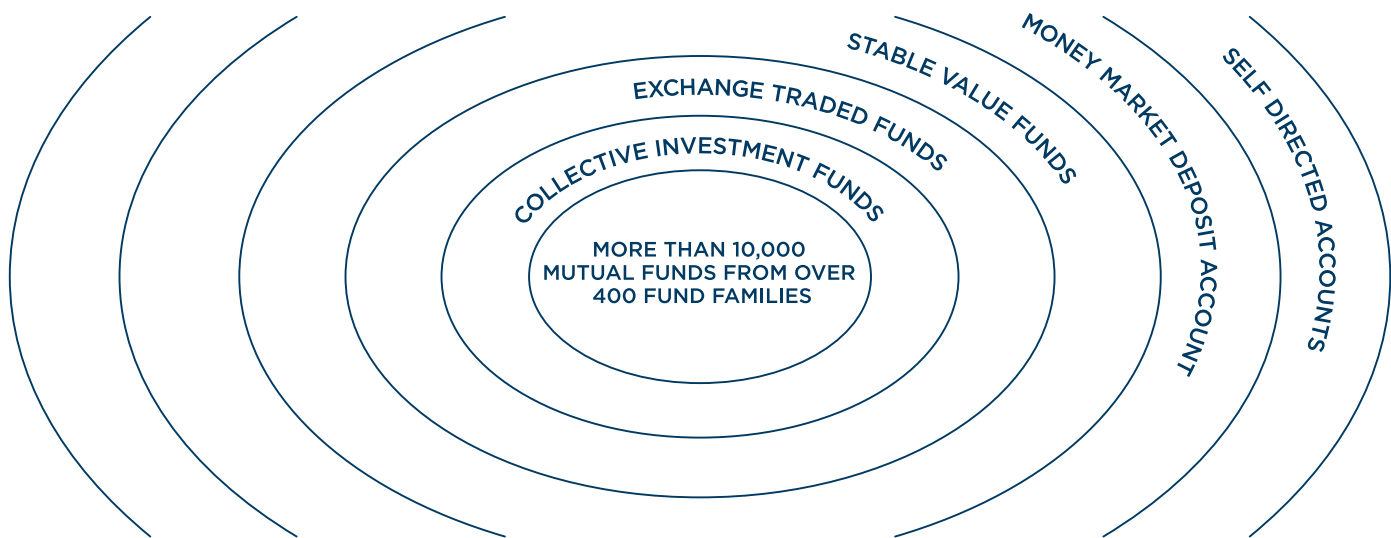 SELF DIRECTED ACCOUNTS
MONEY MARKET DEPOSIT ACCOUNT
STABLE VALUE FUNDS
EXCHANGE TRADED FUNDS
COLLECTIVE INVESTMENT FUNDS
MORE THAN 10,000
MUTUAL FUNDS FROM OVER
400 FUND FAMILIES